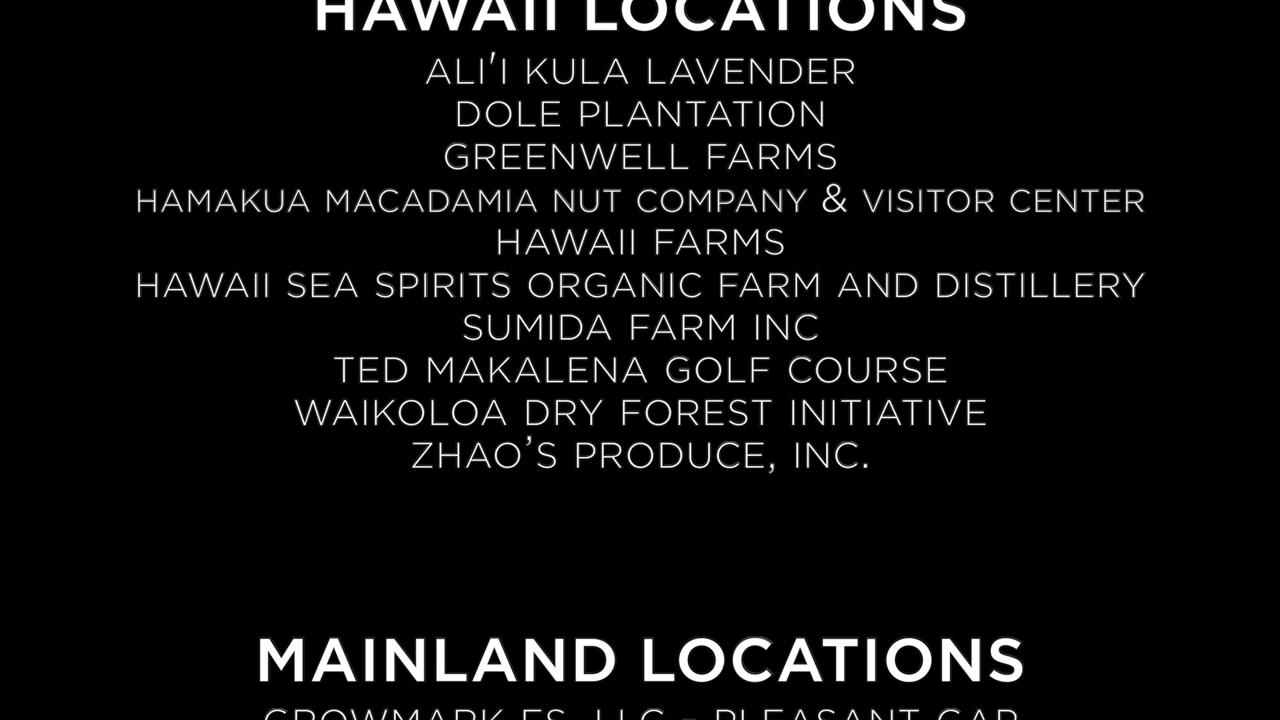 HAWAII LOCATIONS
ALI'I KULA LAVENDER
DOLE PLANTATION
GREENWELL FARMS
HAMAKUA MACADAMIA NUT COMPANY & VISITOR CENTER
HAWAII FARMS
HAWAII SEA SPIRITS ORGANIC FARM AND DISTILLERY
SUMIDA FARM INC
TED MAKALENA GOLF COURSE
WAIKOLOA DRY FOREST INITIATIVE
ZHAO’S PRODUCE, INC.
MAINLAND LOCATIONS
LLC - PLEASANT